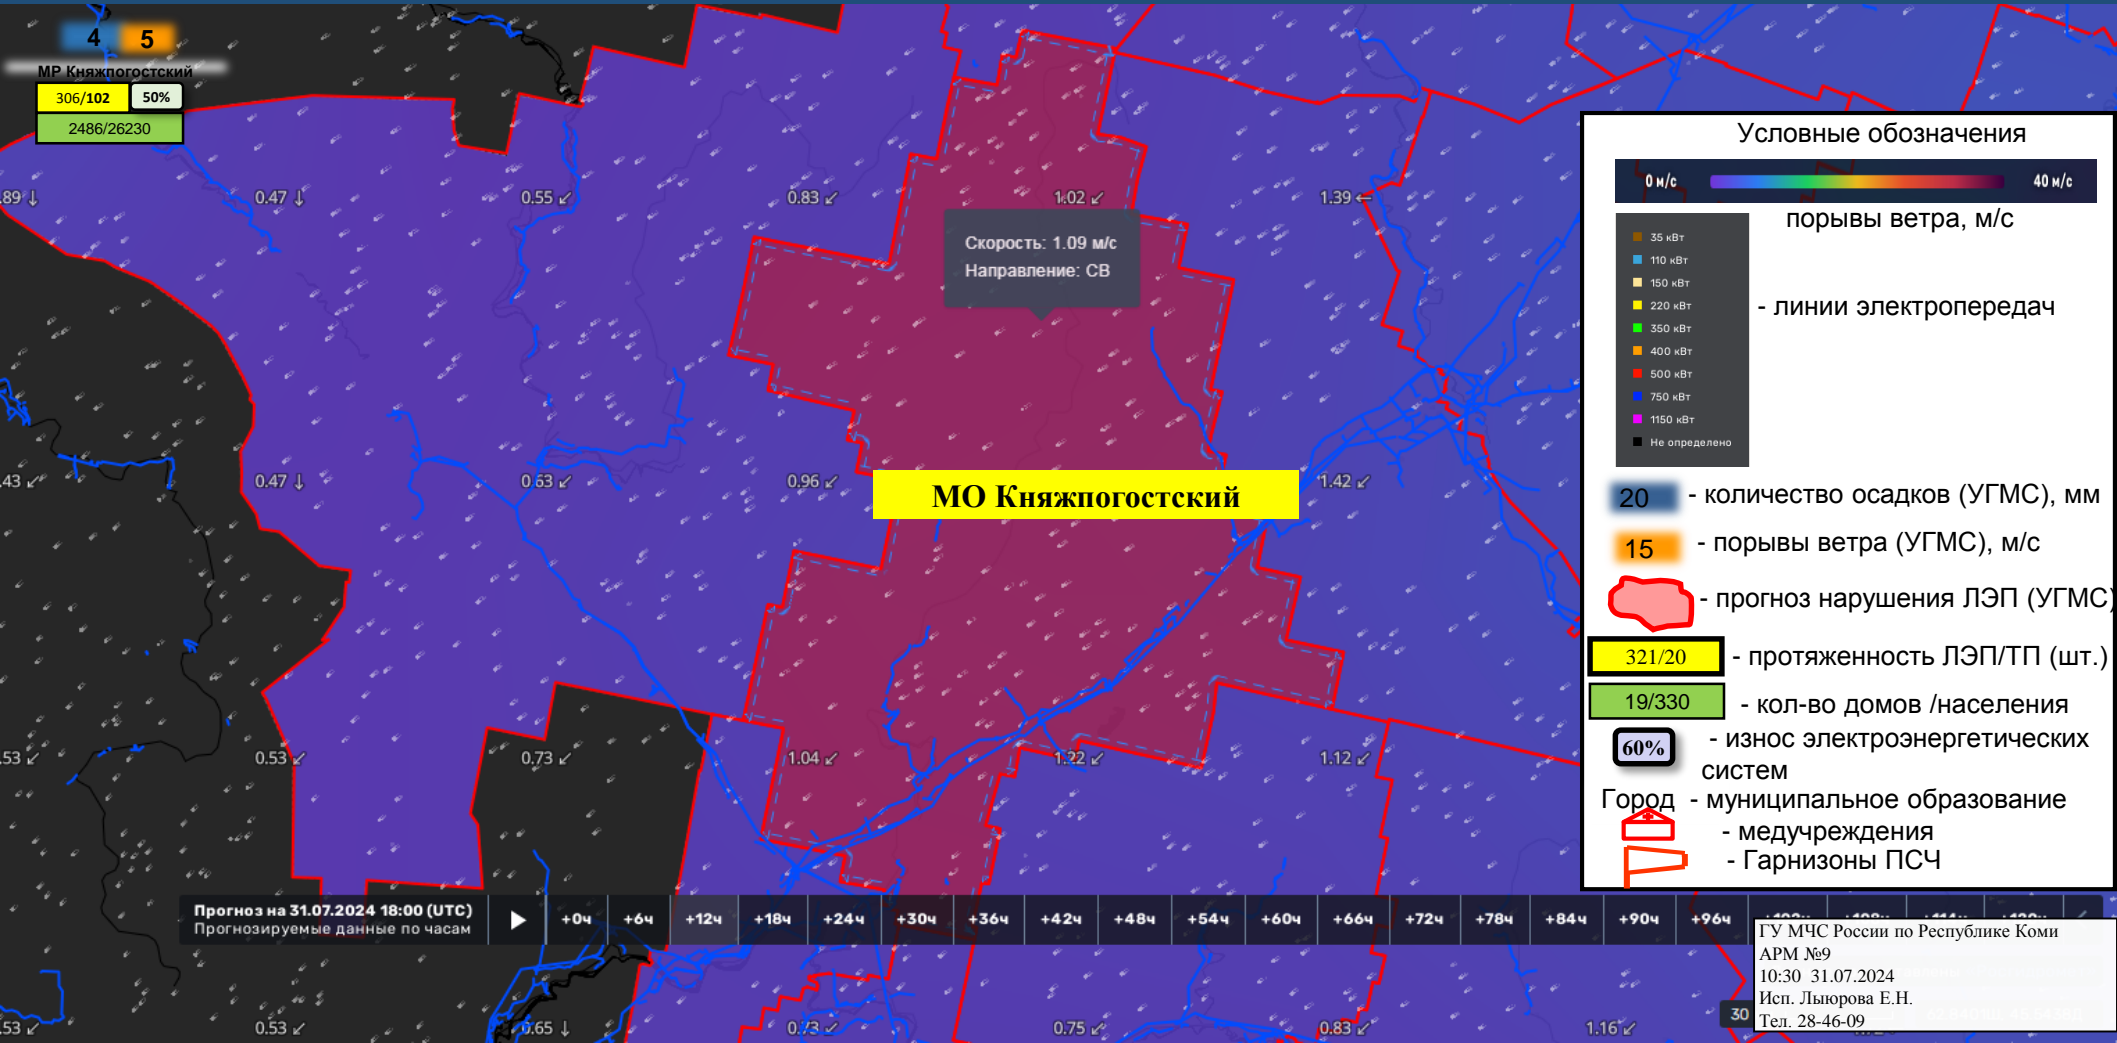 4 5
МР Княжпогостский
306/102 50%
2486/26230
.89 ↓ 0.47 ↓ 0.55 ↙ 0.83 ↙ 1.02 ↙ 1.39 ←
Скорость: 1.09 м/с
Направление: СВ
.43 ↙ 0.47 ↓ 0.63 ↙ 0.96 ↙ 1.42 ↙
МО Княжпогостский
.53 ↙ 0.53 ↙ 0.73 ↙ 1.04 ↙ 1.22 ↙ 1.12 ↙
.53 ↙ 0.53 ↙ 0.65 ↓ 0.73 ↙ 0.75 ↙ 0.83 ↙ 1.16 ↙
Условные обозначения
0 м/с 40 м/с
порывы ветра, м/с
35 кВт
110 кВт
150 кВт
220 кВт
350 кВт
400 кВт
500 кВт
750 кВт
1150 кВт
Не определено
- линии электропередач
20 - количество осадков (УГМС), мм
15 - порывы ветра (УГМС), м/с
- прогноз нарушения ЛЭП (УГМС)
321/20 - протяженность ЛЭП/ТП (шт.)
19/330 - кол-во домов /населения
60% - износ электроэнергетических
систем
Город - муниципальное образование
- медучреждения
- Гарнизоны ПСЧ
Прогноз на 31.07.2024 18:00 (UTC)
Прогнозируемые данные по часам
+0ч +6ч +12ч +18ч +24ч +30ч +36ч +42ч +48ч +54ч +60ч +66ч +72ч +78ч +84ч +90ч +96ч
30
ГУ МЧС России по Республике Коми
АРМ №9
10:30 31.07.2024
Исп. Лыюрова Е.Н.
Тел. 28-46-09